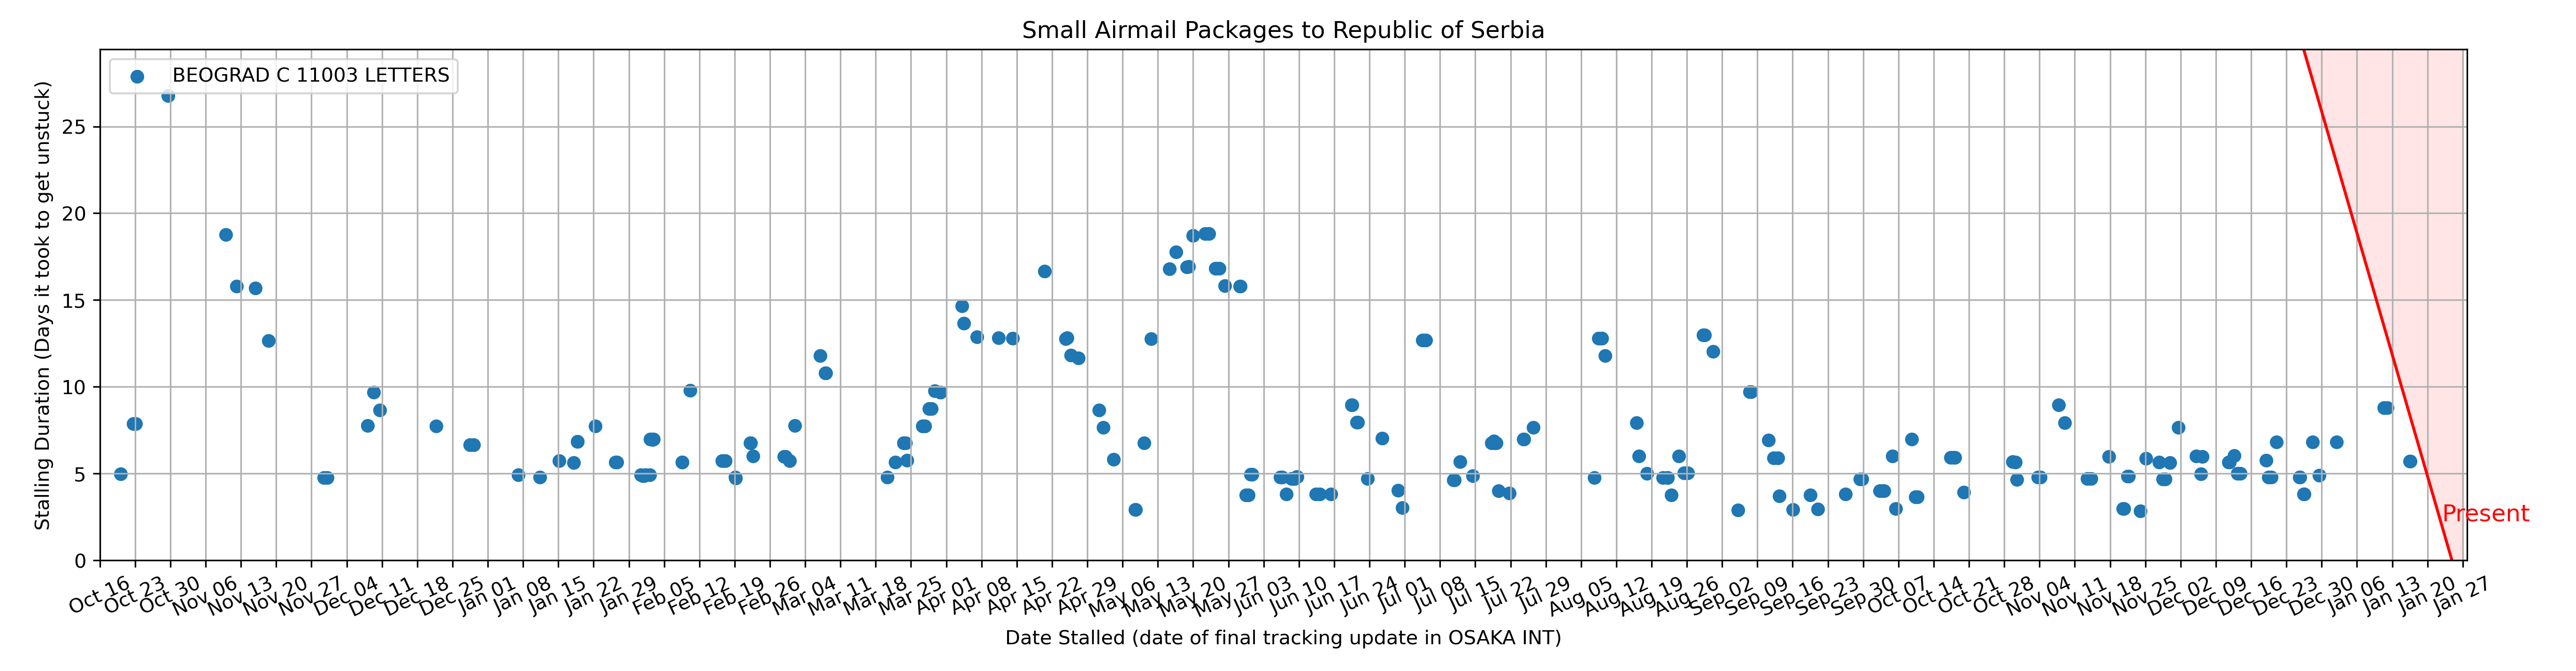 Small Airmail Packages to Republic of Serbia
BEOGRAD C 11003 LETTERS
Stalling Duration (Days it took to get unstuck)
25
20
15
10
5
0
Present
Oct 16
Oct 23
Oct 30
Nov 06
Nov 13
Nov 20
Nov 27
Dec 04
Dec 11
Dec 18
Dec 25
Jan 01
Jan 08
Jan 15
Jan 22
Jan 29
Feb 05
Feb 12
Feb 19
Feb 26
Mar 04
Mar 11
Mar 18
Mar 25
Apr 01
Apr 08
Apr 15
Apr 22
Apr 29
May 06
May 13
May 20
May 27
Jun 03
Jun 10
Jun 17
Jun 24
Jul 01
Jul 08
Jul 15
Jul 22
Jul 29
Aug 05
Aug 12
Aug 19
Aug 26
Sep 02
Sep 09
Sep 16
Sep 23
Sep 30
Oct 07
Oct 14
Oct 21
Oct 28
Nov 04
Nov 11
Nov 18
Nov 25
Dec 02
Dec 09
Dec 16
Dec 23
Dec 30
Jan 06
Jan 13
Jan 20
Jan 27
Date Stalled (date of final tracking update in OSAKA INT)